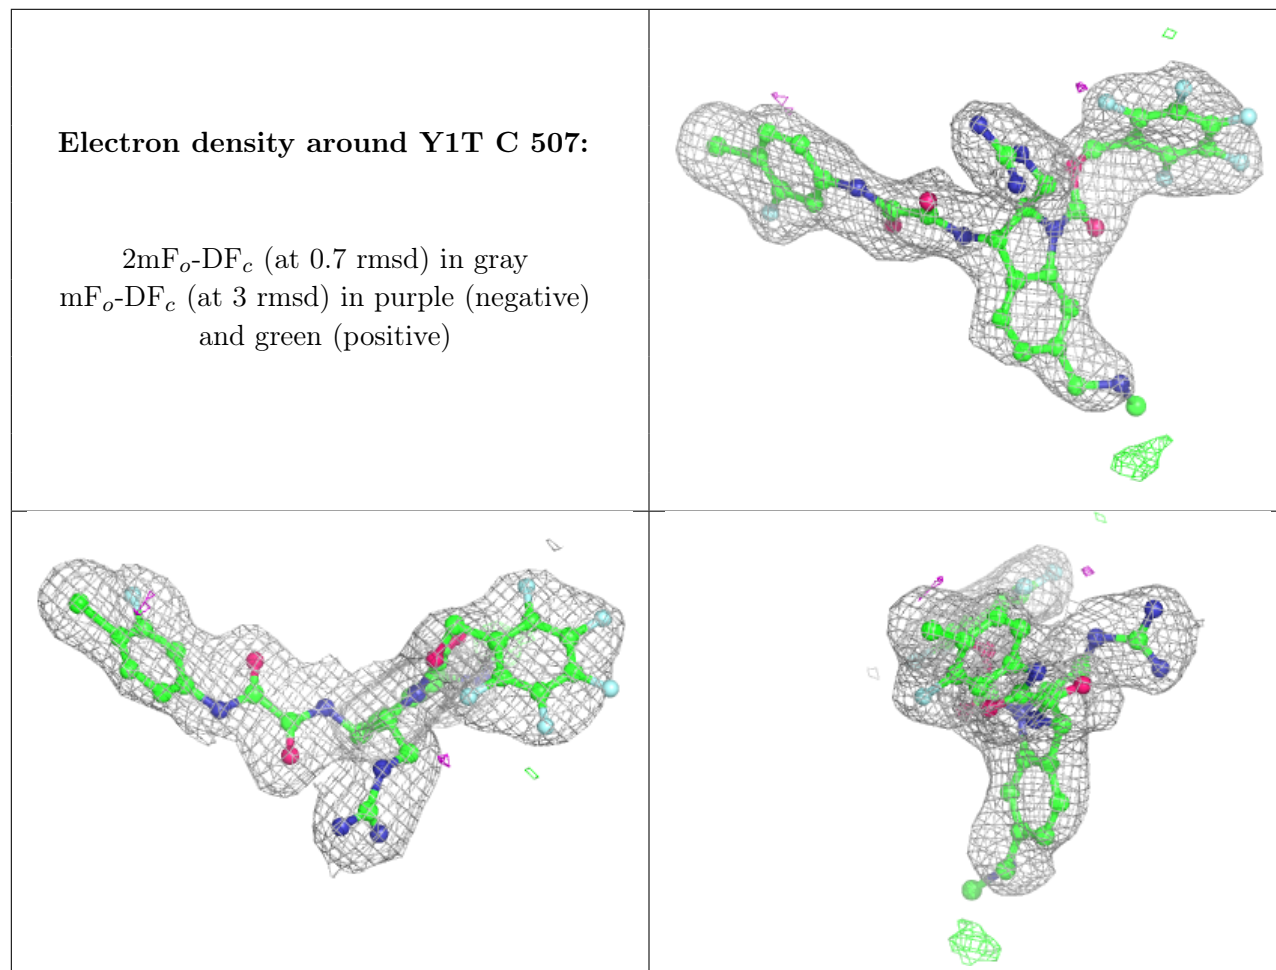 Electron density around Y1T C 507:
2mFo-DFc (at 0.7 rmsd) in gray
mFo-DFc (at 3 rmsd) in purple (negative)
and green (positive)